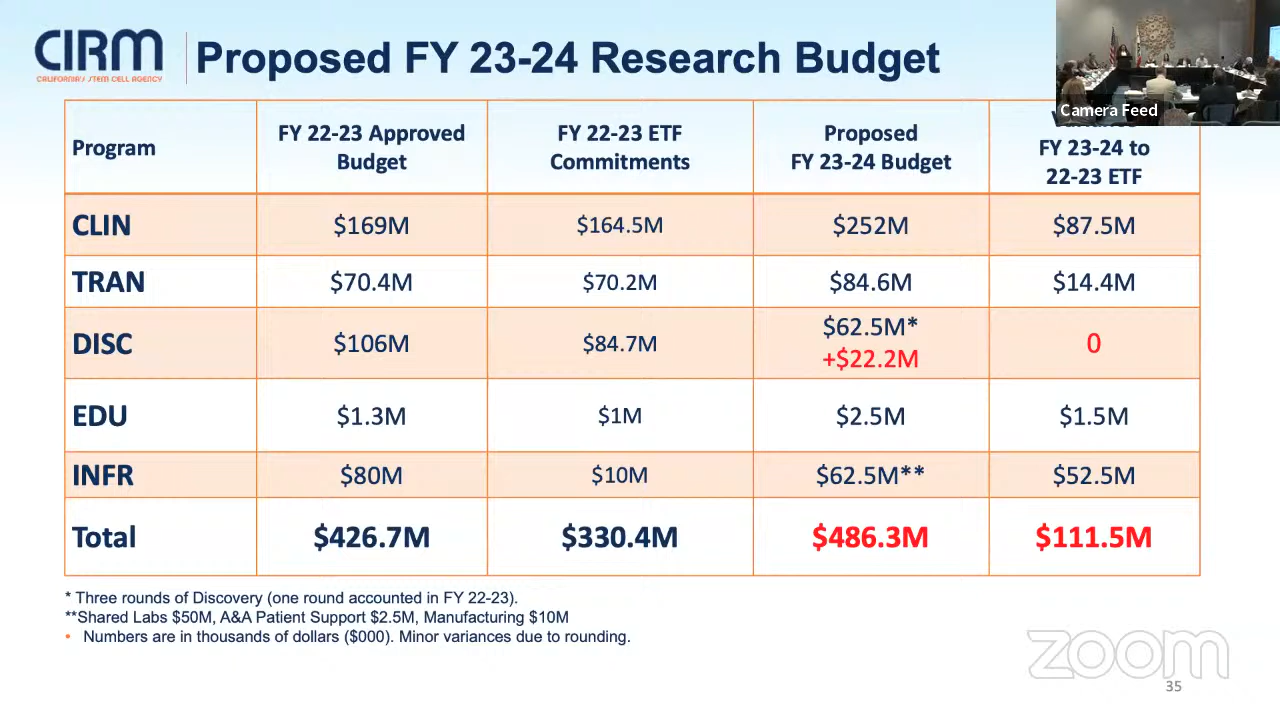 CIRM
CALIFORNIA'S STEM CELL AGENCY
Proposed FY 23-24 Research Budget
Camera Feed
Program
FY 22-23 Approved
Budget
FY 22-23 ETF
Commitments
Proposed
FY 23-24 Budget
FY 23-24 to
22-23 ETF
CLIN
$169M
$164.5M
$252M
$87.5M
TRAN
$70.4M
$70.2M
$84.6M
$14.4M
DISC
$106M
$84.7M
$62.5M*
+$22.2M
0
EDU
$1.3M
$1M
$2.5M
$1.5M
INFR
$80M
$10M
$62.5M**
$52.5M
Total
$426.7M
$330.4M
$486.3M
$111.5M
* Three rounds of Discovery (one round accounted in FY 22-23).
**Shared Labs $50M, A&A Patient Support $2.5M, Manufacturing $10M
• Numbers are in thousands of dollars ($000). Minor variances due to rounding.
zoom
35